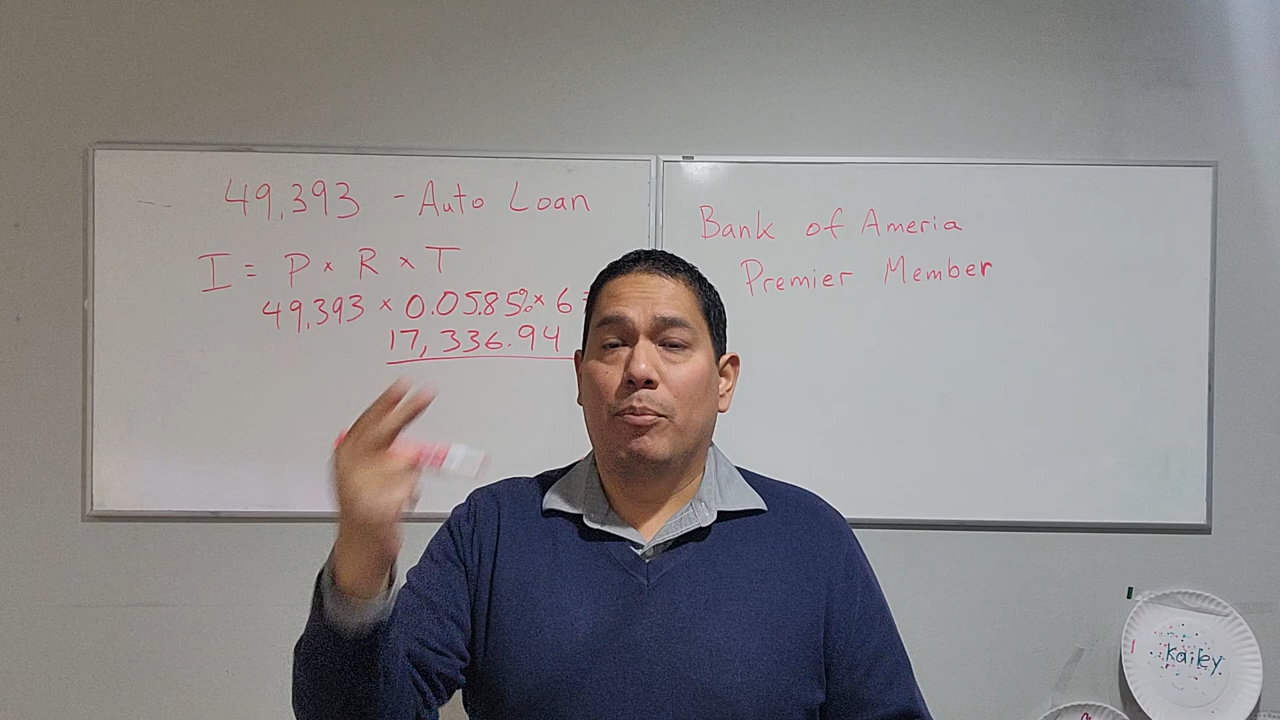 49,393 - Auto Loan
I = P × R × T
49,393 × 0.0585% × 6 =
17,336.94
Bank of Ameria
Premier Member
Kailey